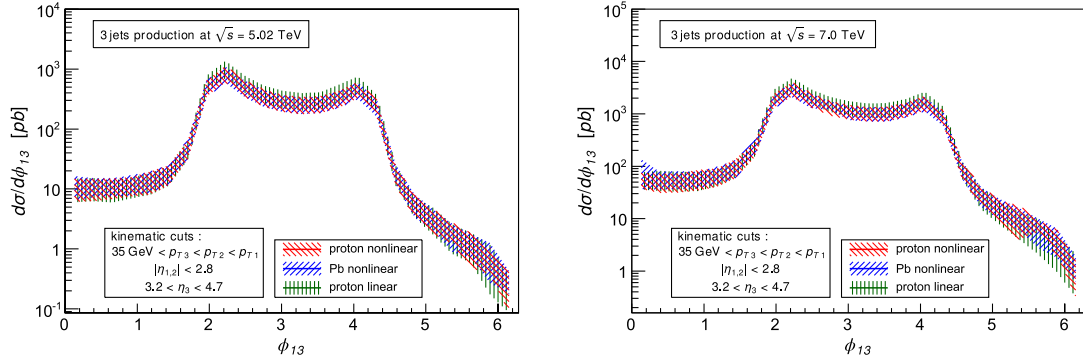 3 jets production at √s = 5.02 TeV
dσ/dϕ₁₃ [pb]
10⁴
10³
10²
10
1
10⁻¹
kinematic cuts :
35 GeV < p_T3 < p_T2 < p_T1
|η₁,₂| < 2.8
3.2 < η₃ < 4.7
proton nonlinear
Pb nonlinear
proton linear
0 1 2 3 4 5 6
ϕ₁₃
3 jets production at √s = 7.0 TeV
dσ/dϕ₁₃ [pb]
10⁵
10⁴
10³
10²
10
1
kinematic cuts :
35 GeV < p_T3 < p_T2 < p_T1
|η₁,₂| < 2.8
3.2 < η₃ < 4.7
proton nonlinear
Pb nonlinear
proton linear
0 1 2 3 4 5 6
ϕ₁₃